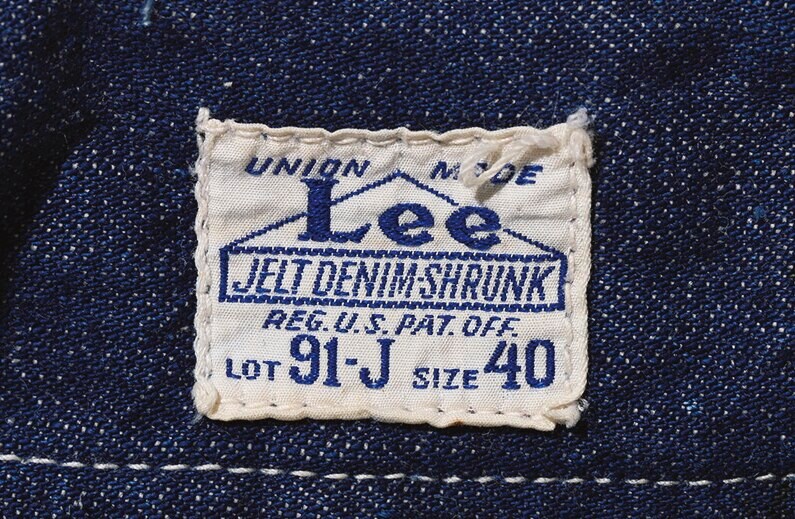 UNION MADE
Lee
JELT DENIM-SHRUNK
REG. U.S. PAT. OFF.
LOT 91-J SIZE 40